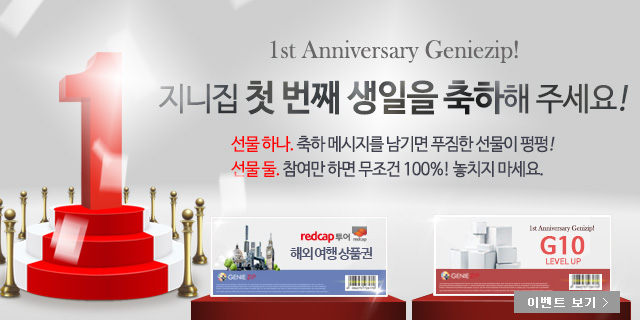 1
1st Anniversary Geniezip!
지니집 첫 번째 생일을 축하해 주세요!
선물 하나. 축하 메시지를 남기면 푸짐한 선물이 펑펑!
선물 둘. 참여만 하면 무조건 100%! 놓치지 마세요.
redcap투어 redcap
해외 여행 상품권
GENIEZIP
1st Anniversary Geniezip!
G10
LEVEL UP
GENIEZIP
이벤트 보기 >